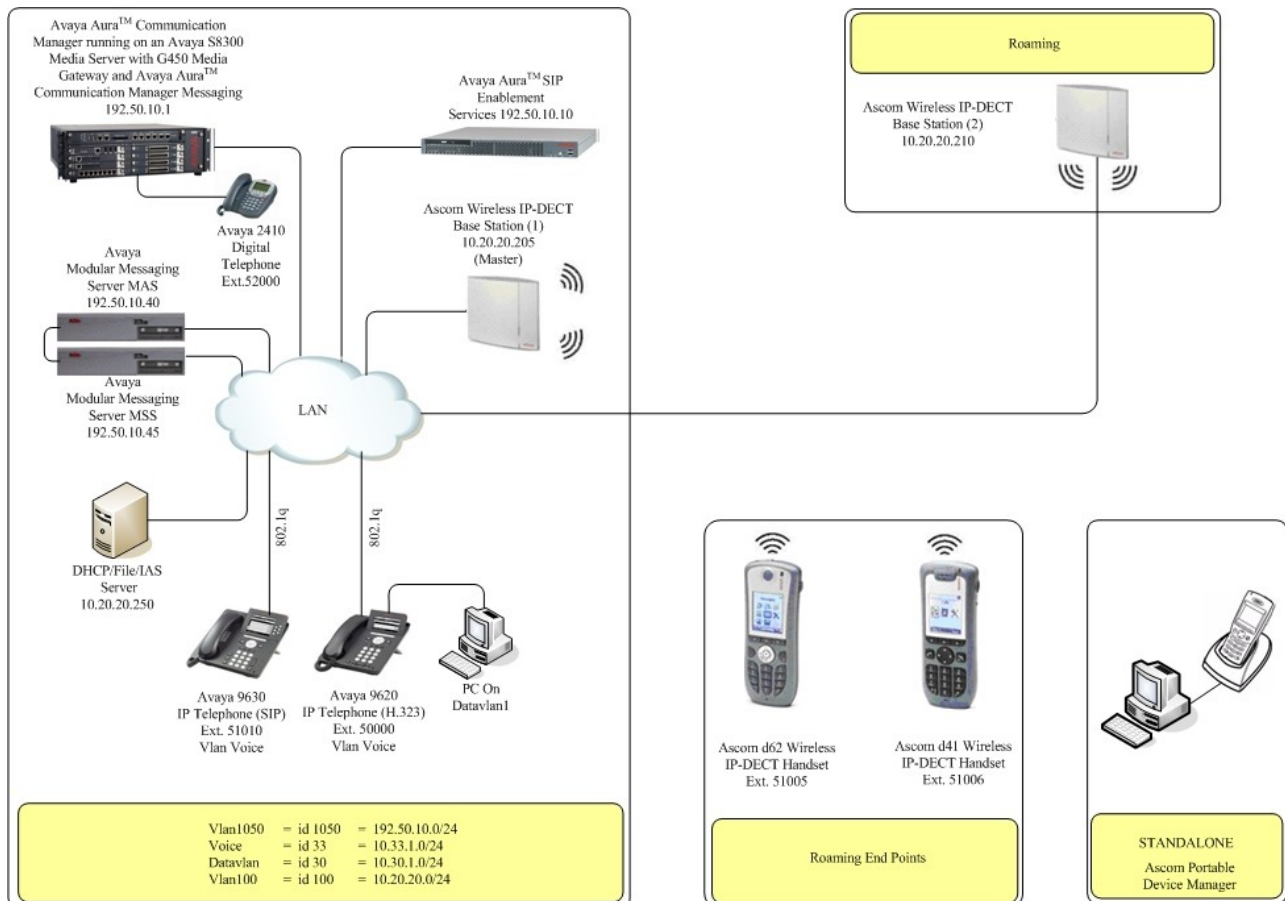 Avaya Aura™ Communication
Manager running on an Avaya S8300
Media Server with G450 Media
Gateway and Avaya Aura™
Communication Manager Messaging
192.50.10.1
Avaya Aura™ SIP
Enablement
Services 192.50.10.10
Avaya 2410
Digital
Telephone
Ext.52000
Ascom Wireless IP-DECT
Base Station (1)
10.20.20.205
(Master)
Avaya
Modular Messaging
Server MAS
192.50.10.40
Avaya
Modular Messaging
Server MSS
192.50.10.45
LAN
DHCP/File/IAS
Server
10.20.20.250
802.1q
802.1q
Avaya 9630
IP Telephone (SIP)
Ext. 51010
Vlan Voice
Avaya 9620
IP Telephone (H.323)
Ext. 50000
Vlan Voice
PC On
Datavlan1
Vlan1050 = id 1050 = 192.50.10.0/24
Voice = id 33 = 10.33.1.0/24
Datavlan = id 30 = 10.30.1.0/24
Vlan100 = id 100 = 10.20.20.0/24
Roaming
Ascom Wireless IP-DECT
Base Station (2)
10.20.20.210
Ascom d62 Wireless
IP-DECT Handset
Ext. 51005
Ascom d41 Wireless
IP-DECT Handset
Ext. 51006
Roaming End Points
STANDALONE
Ascom Portable
Device Manager